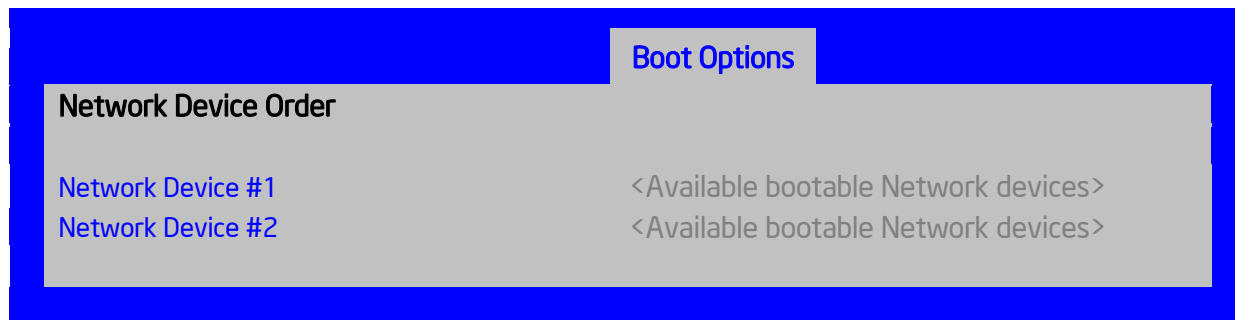 Boot Options
Network Device Order
Network Device #1 <Available bootable Network devices>
Network Device #2 <Available bootable Network devices>